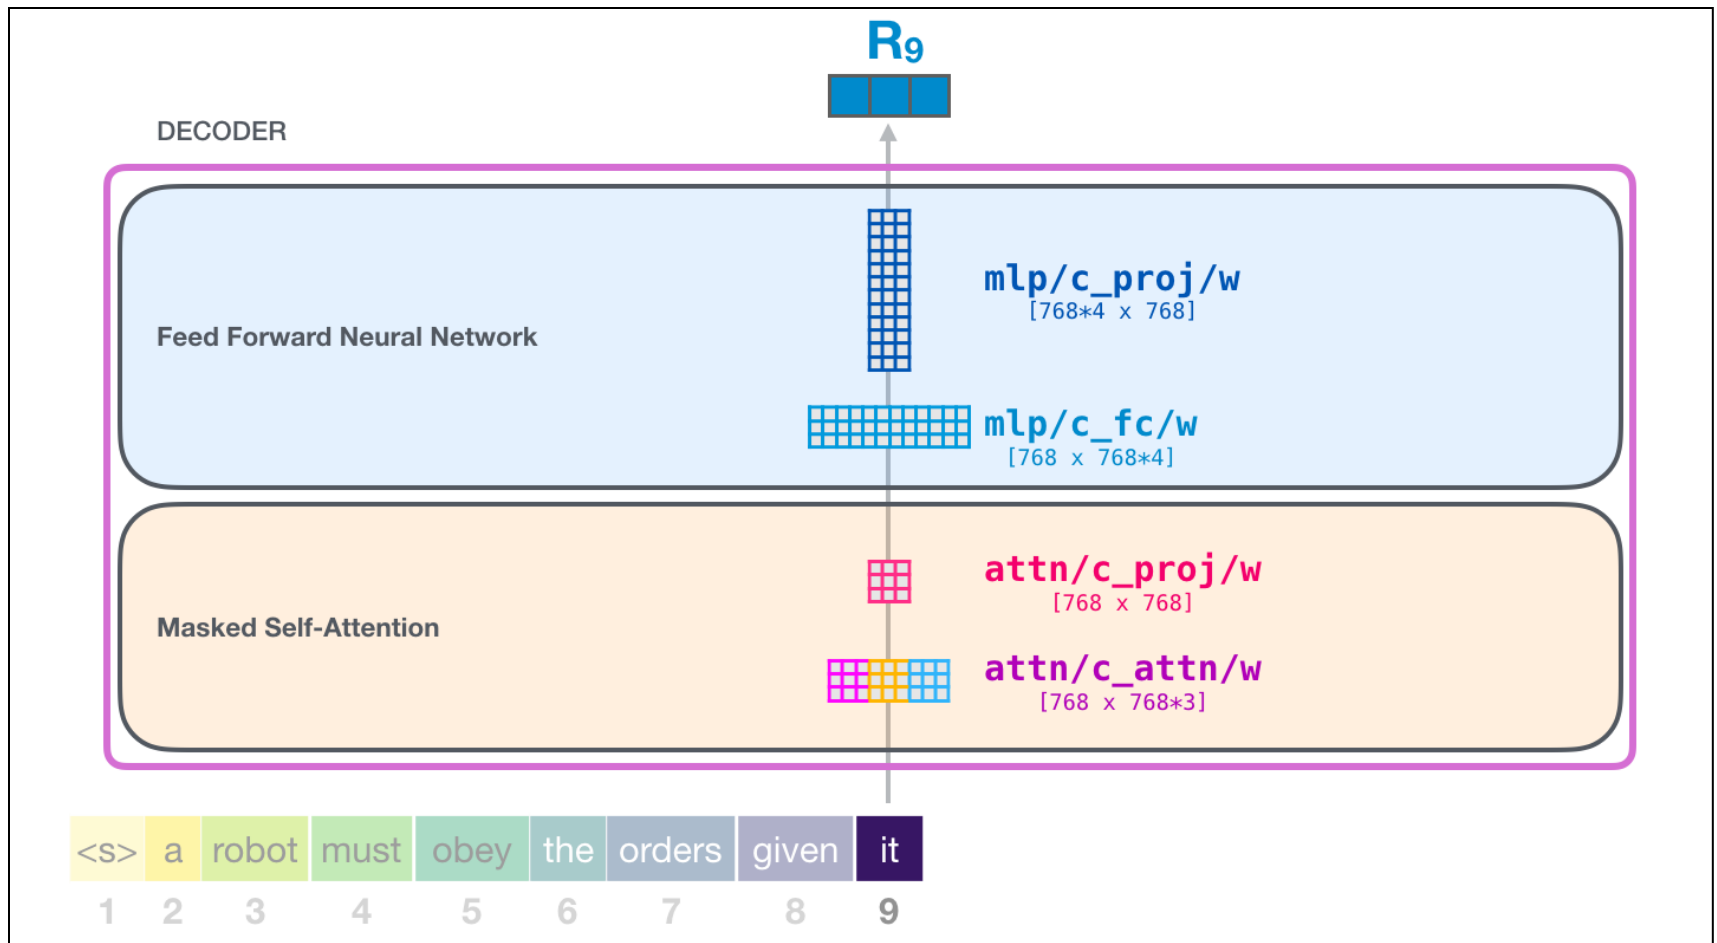 R9
DECODER
mlp/c_proj/w
[768*4 x 768]
Feed Forward Neural Network
mlp/c_fc/w
[768 x 768*4]
attn/c_proj/w
[768 x 768]
Masked Self-Attention
attn/c_attn/w
[768 x 768*3]
<s> a robot must obey the orders given it
1 2 3 4 5 6 7 8 9